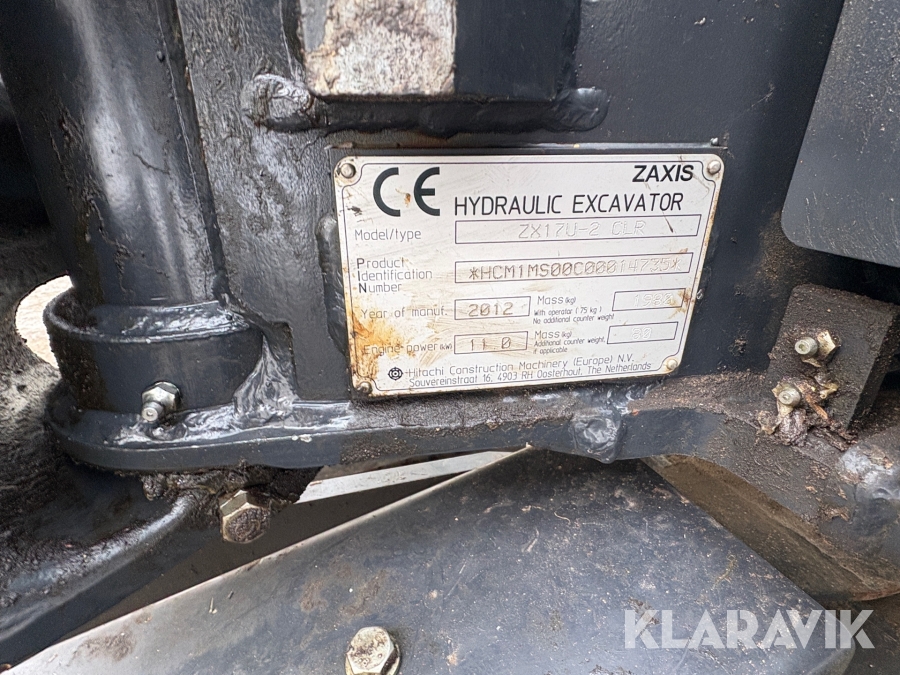 CE
ZAXIS
HYDRAULIC EXCAVATOR
Model/type ZX17U-2 CLR
Product Identification Number *HCM1MS00C00014735*
Year of manuf. 2012 Mass(kg)
With operator (75 kg)
No additional counter weight
Engine power(kW) 11.0 Mass(kg)
Additional counter weight,
if applicable
Hitachi Construction Machinery (Europe) N.V.
Souvereinstraat 16, 4903 RH Oosterhout, The Netherlands
KLARAVIK